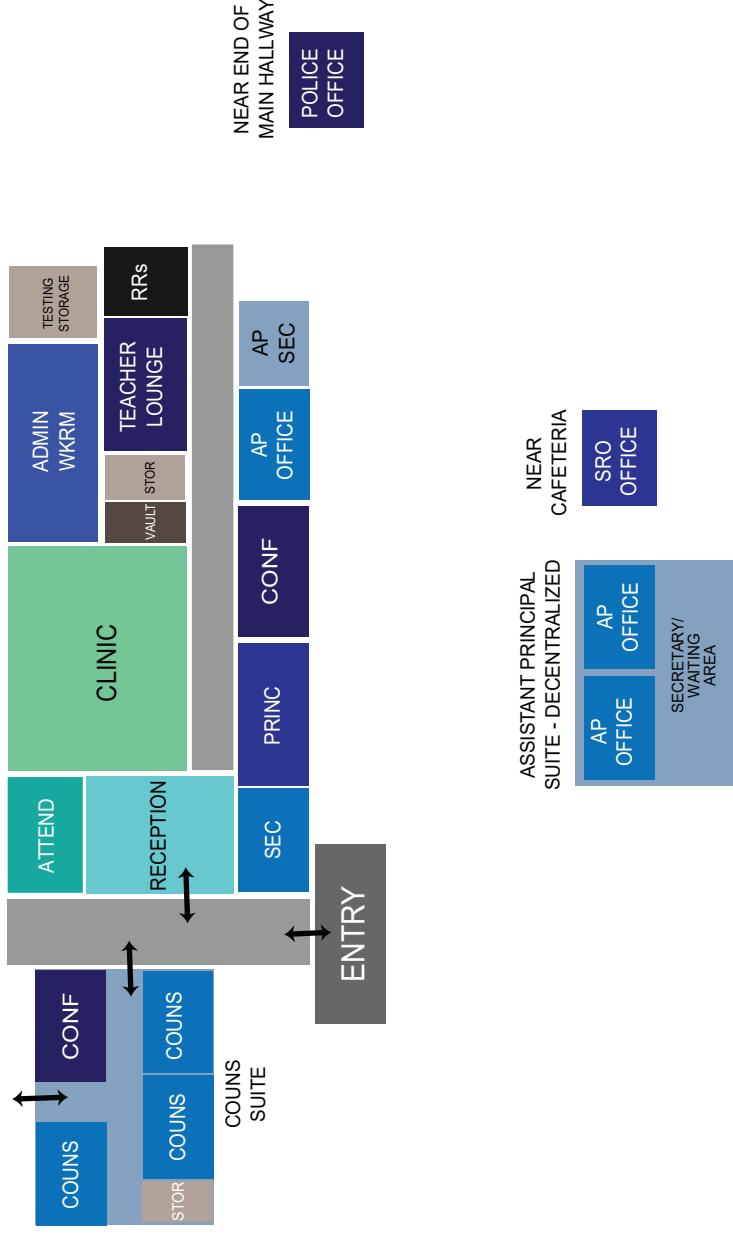 COUNS
CONF
STOR
COUNS
COUNS
COUNS
SUITE
ATTEND
RECEPTION
CLINIC
ADMIN
WKRM
TESTING
STORAGE
VAULT
STOR
TEACHER
LOUNGE
RRs
SEC
PRINC
CONF
AP
OFFICE
AP
SEC
ENTRY
NEAR END OF
MAIN HALLWAY
POLICE
OFFICE
ASSISTANT PRINCIPAL
SUITE - DECENTRALIZED
AP
OFFICE
AP
OFFICE
SECRETARY/
WAITING
AREA
NEAR
CAFETERIA
SRO
OFFICE